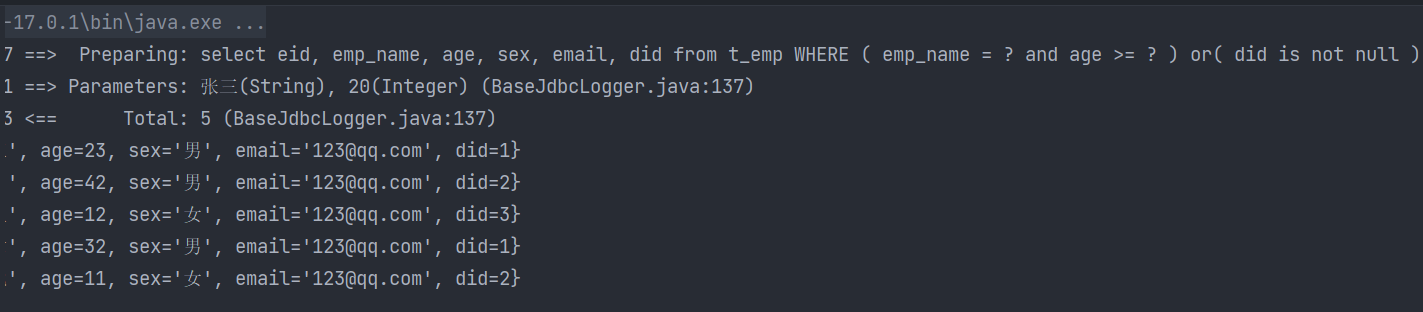 -17.0.1\bin\java.exe ...
7 ==>  Preparing: select eid, emp_name, age, sex, email, did from t_emp WHERE ( emp_name = ? and age >= ? ) or( did is not null )
1 ==> Parameters: 张三(String), 20(Integer) (BaseJdbcLogger.java:137)
3 <==      Total: 5 (BaseJdbcLogger.java:137)
', age=23, sex='男', email='123@qq.com', did=1}
', age=42, sex='男', email='123@qq.com', did=2}
', age=12, sex='女', email='123@qq.com', did=3}
', age=32, sex='男', email='123@qq.com', did=1}
', age=11, sex='女', email='123@qq.com', did=2}